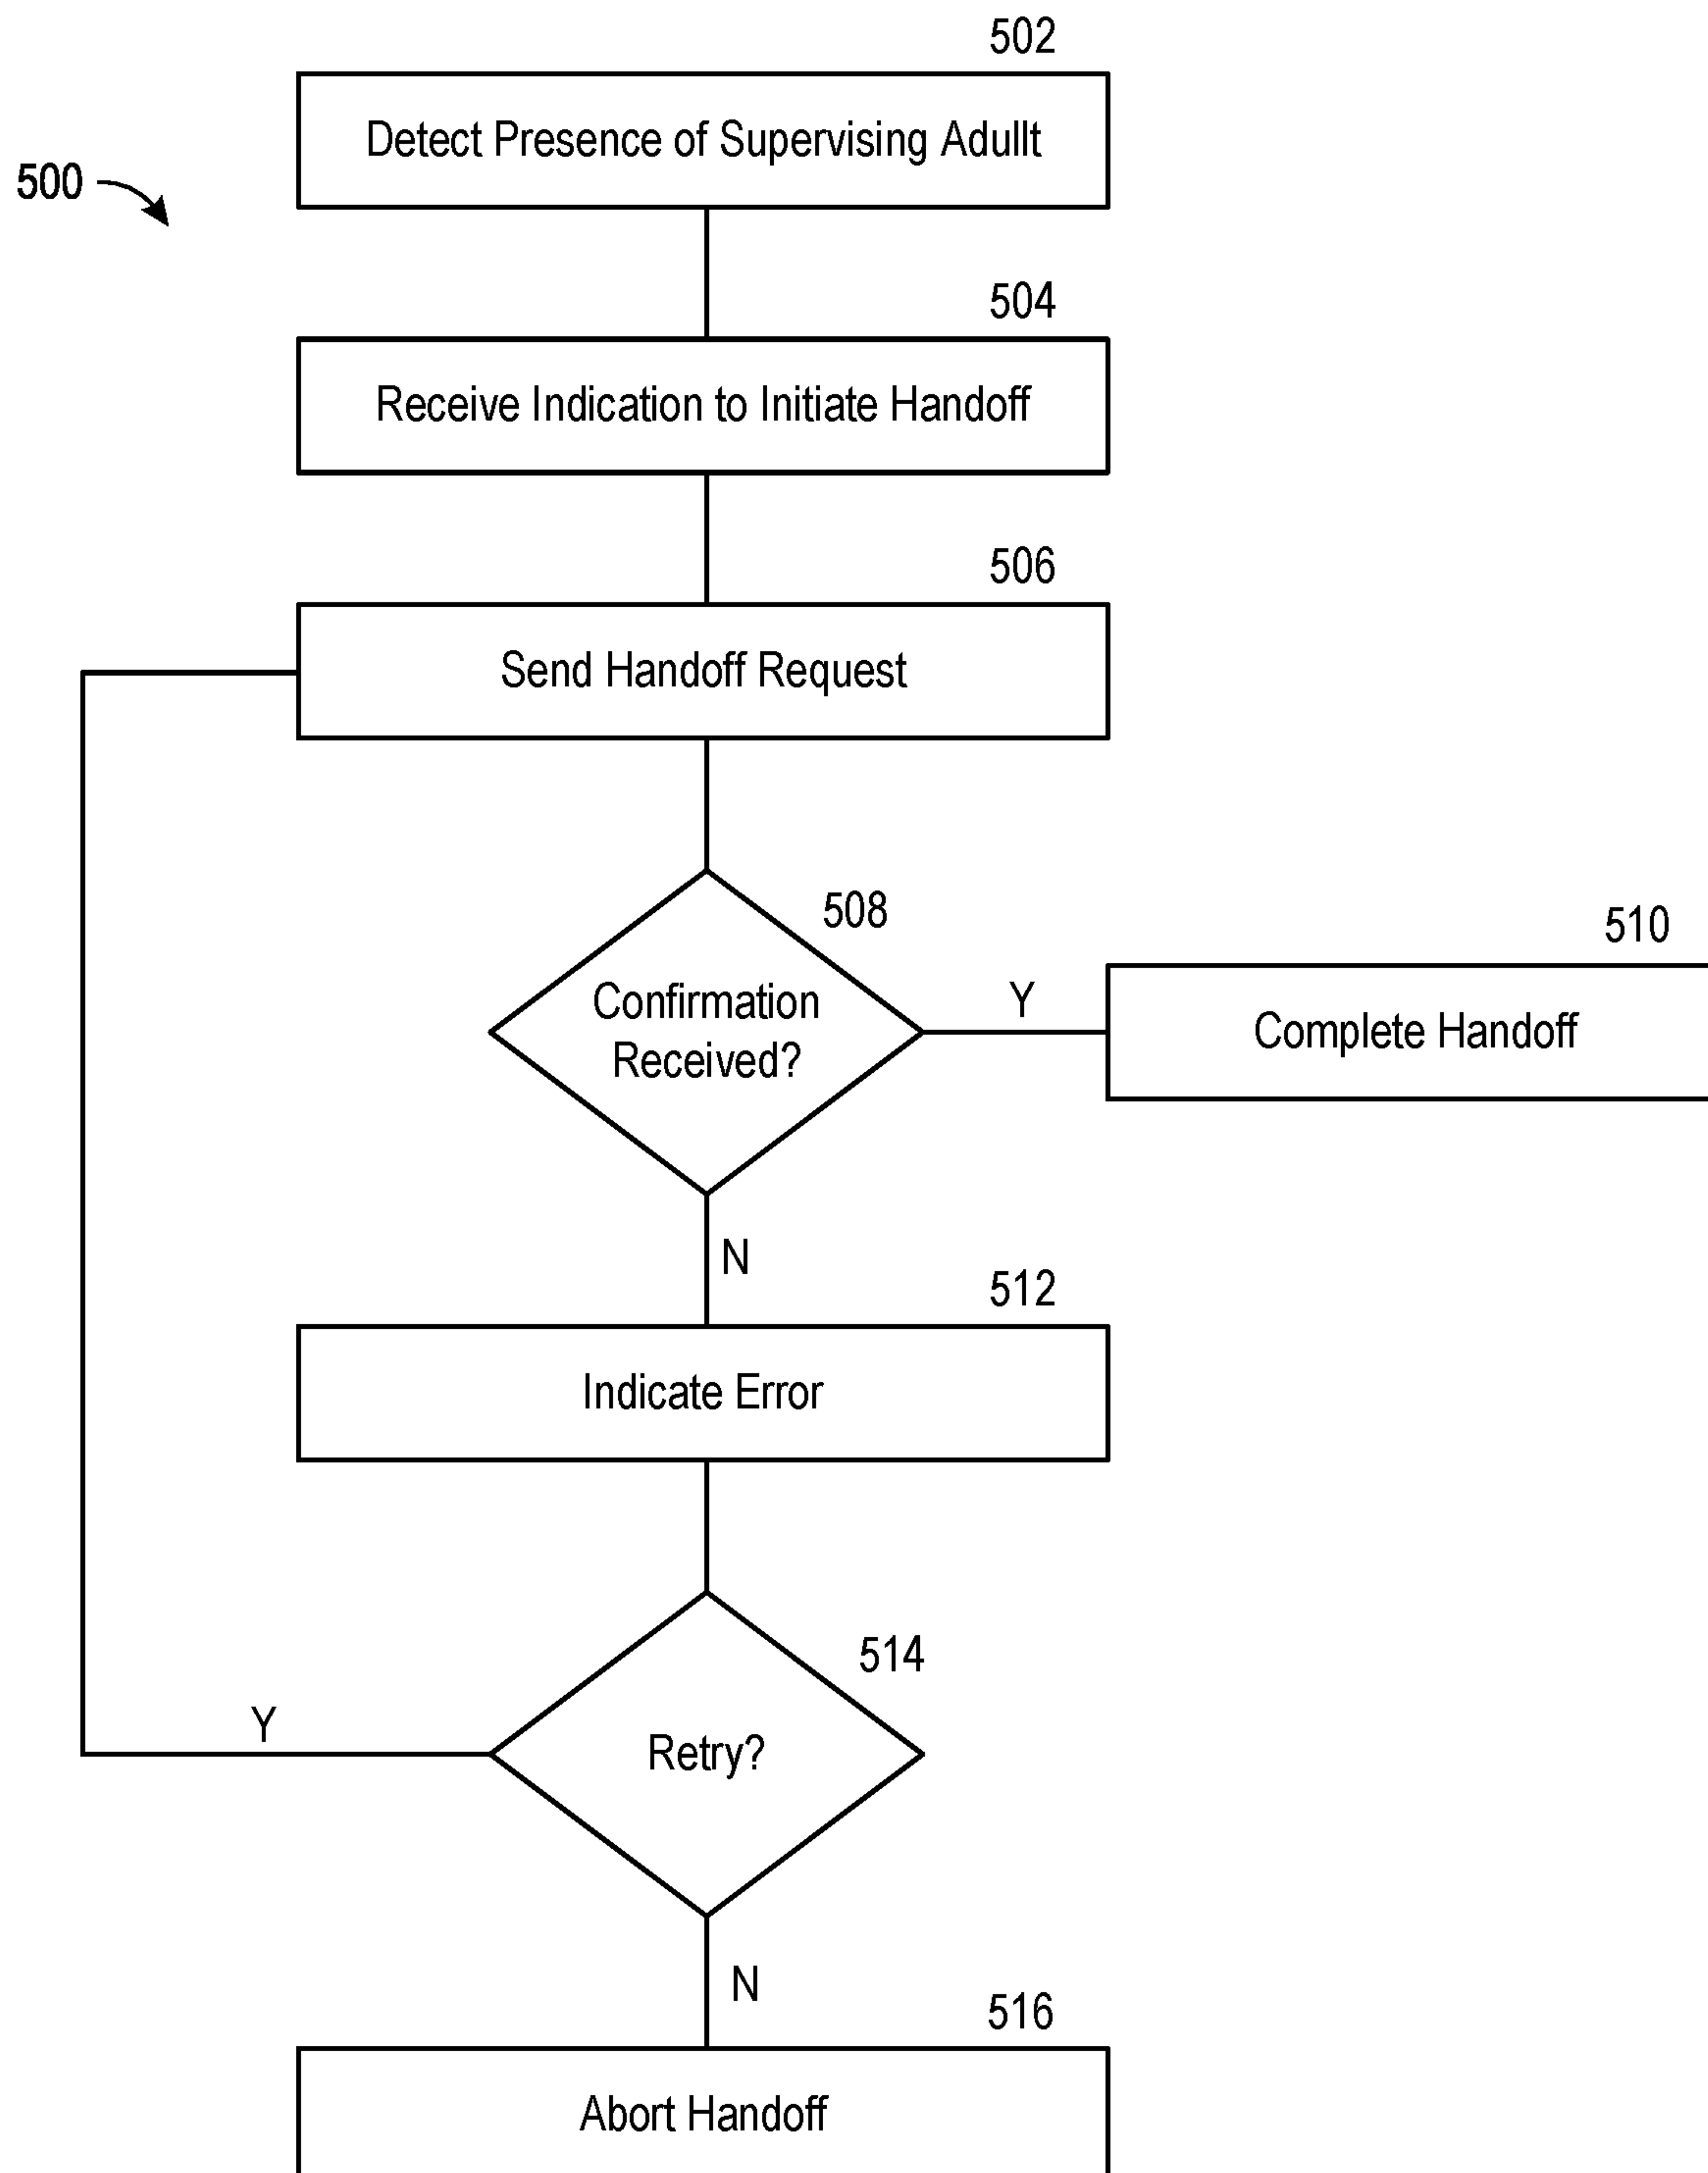 502
Detect Presence of Supervising Adullt
500
504
Receive Indication to Initiate Handoff
506
Send Handoff Request
508
Confirmation
Received?
Y
510
Complete Handoff
N
512
Indicate Error
514
Retry?
Y
N
516
Abort Handoff